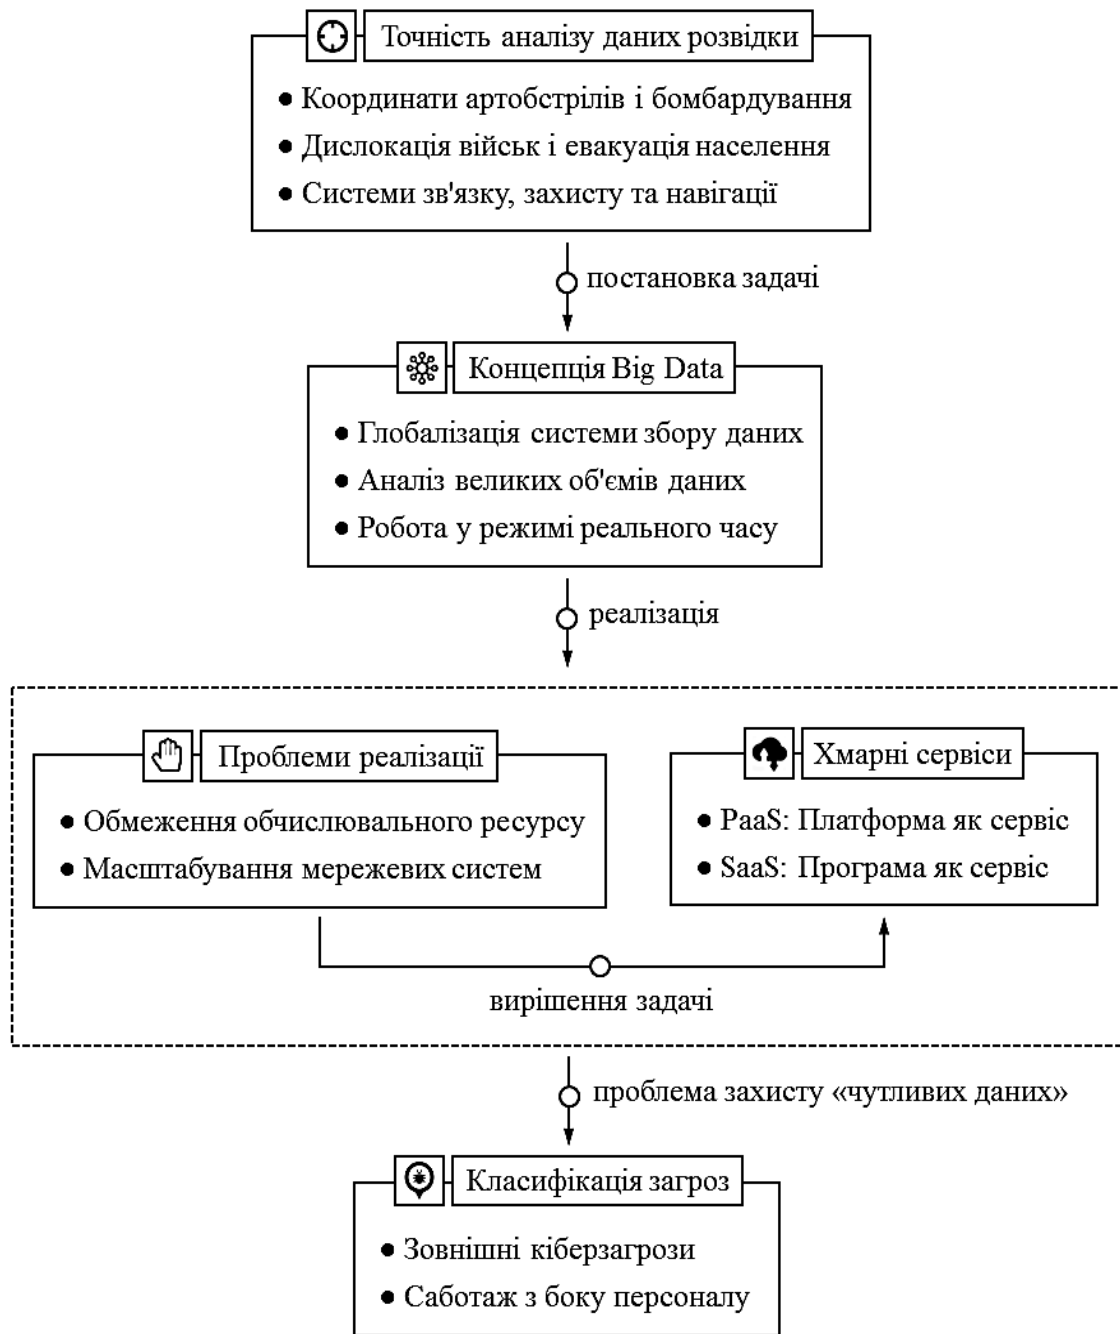 Точність аналізу даних розвідки
● Координати артобстрілів і бомбардування
● Дислокація військ і евакуація населення
● Системи зв'язку, захисту та навігації
постановка задачі
Концепція Big Data
● Глобалізація системи збору даних
● Аналіз великих об'ємів даних
● Робота у режимі реального часу
реалізація
Проблеми реалізації
● Обмеження обчислювального ресурсу
● Масштабування мережевих систем
Хмарні сервіси
● PaaS: Платформа як сервіс
● SaaS: Програма як сервіс
вирішення задачі
проблема захисту «чутливих даних»
Класифікація загроз
● Зовнішні кіберзагрози
● Саботаж з боку персоналу